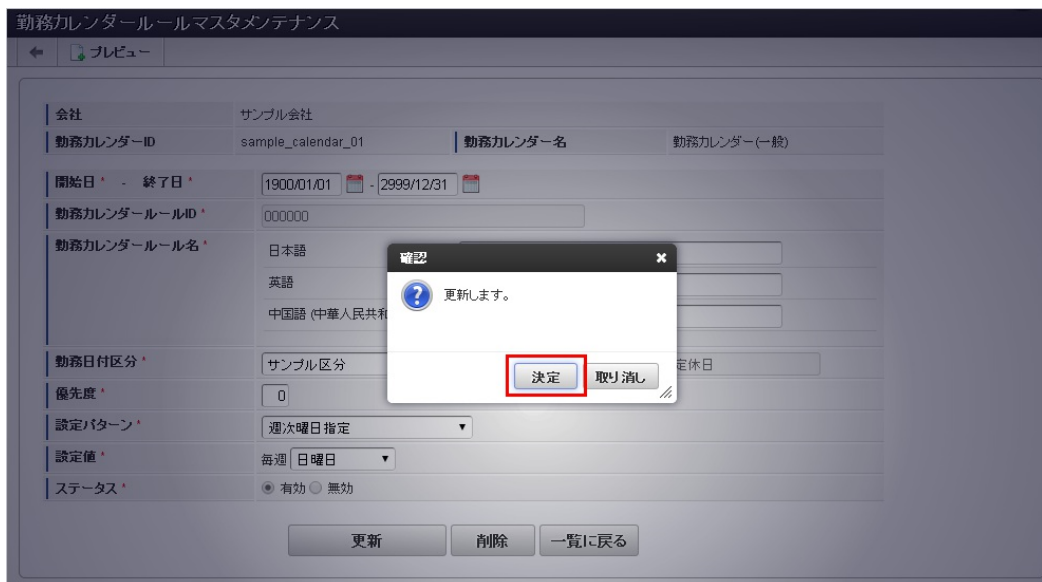 勤務カレンダールールマスタメンテナンス
プレビュー
会社 サンプル会社
勤務カレンダーID sample_calendar_01 勤務カレンダー名 勤務カレンダー(一般)
開始日* - 終了日* 1900/01/01 - 2999/12/31
勤務カレンダールールID* 000000
勤務カレンダールール名* 日本語
英語
中国語 (中華人民共和
確認
更新します。
決定 取り消し
勤務日付区分* サンプル区分 定休日
優先度* 0
設定パターン* 週次曜日指定
設定値* 毎週 日曜日
ステータス* 有効 無効
更新 削除 一覧に戻る